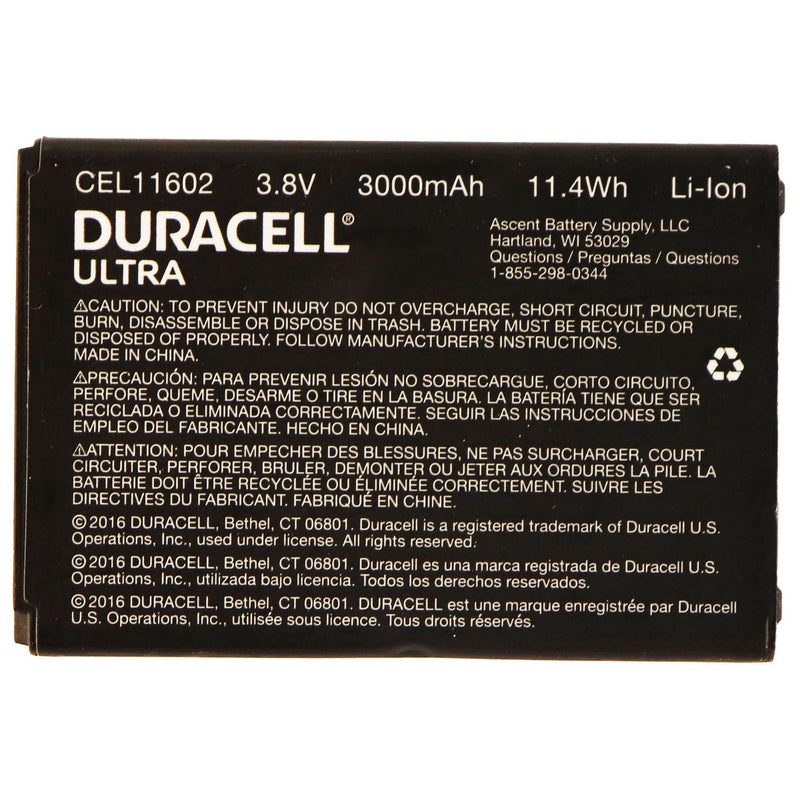 CEL11602 3.8V 3000mAh 11.4Wh Li-Ion
DURACELL®
ULTRA
Ascent Battery Supply, LLC
Hartland, WI 53029
Questions / Preguntas / Questions
1-855-298-0344
⚠CAUTION: TO PREVENT INJURY DO NOT OVERCHARGE, SHORT CIRCUIT, PUNCTURE,
BURN, DISASSEMBLE OR DISPOSE IN TRASH. BATTERY MUST BE RECYCLED OR
DISPOSED OF PROPERLY. FOLLOW MANUFACTURER'S INSTRUCTIONS.
MADE IN CHINA.
⚠PRECAUCIÓN: PARA PREVENIR LESIÓN NO SOBRECARGUE, CORTO CIRCUITO,
PERFORE, QUEME, DESARME O TIRE EN LA BASURA. LA BATERÍA TIENE QUE SER
RECICLADA O ELIMINADA CORRECTAMENTE. SEGUIR LAS INSTRUCCIONES DE
EMPLEO DEL FABRICANTE. HECHO EN CHINA.
⚠ATTENTION: POUR EMPECHER DES BLESSURES, NE PAS SURCHARGER, COURT
CIRCUITER, PERFORER, BRULER, DEMONTER OU JETER AUX ORDURES LA PILE. LA
BATTERIE DOIT ÊTRE RECYCLÉE OU ÉLIMINÉE CORRECTEMENT. SUIVEZ LES
DIRECTIVES DU FABRICANT. FABRIQUÉ EN CHINE.
©2016 DURACELL, Bethel, CT 06801. Duracell is a registered trademark of Duracell U.S.
Operations, Inc., used under license. All rights reserved.
©2016 DURACELL, Bethel, CT 06801. Duracell es una marca registrada de Duracell U.S.
Operations, Inc., utilizada bajo licencia. Todos los derechos reservados.
©2016 DURACELL, Bethel, CT 06801. DURACELL est une marque enregistrée par Duracell
U.S. Operations, Inc., utilisée sous licence. Tous droits réservés.